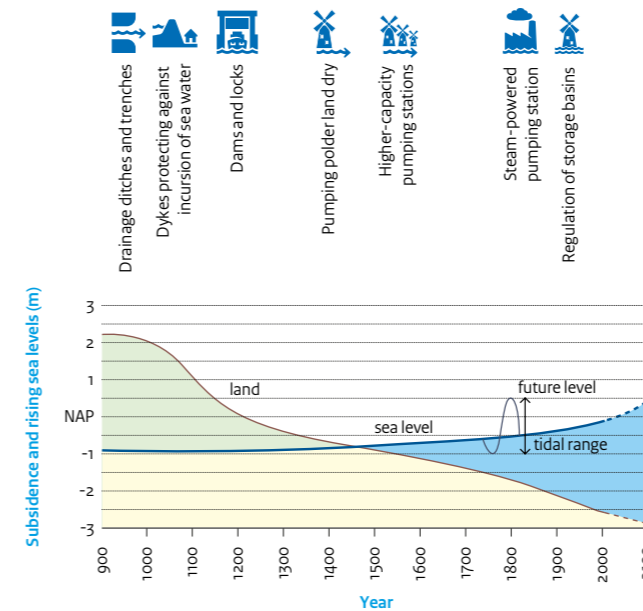 Drainage ditches and trenches
Dykes protecting against
incursion of sea water
Dams and locks
Pumping polder land dry
Higher-capacity
pumping stations
Steam-powered
pumping station
Regulation of storage basins
Subsidence and rising sea levels (m)
3
2
1
NAP
-1
-2
-3
land
sea level
future level
tidal range
900
1000
1100
1200
1300
1400
1500
1600
1700
1800
1900
2000
Year